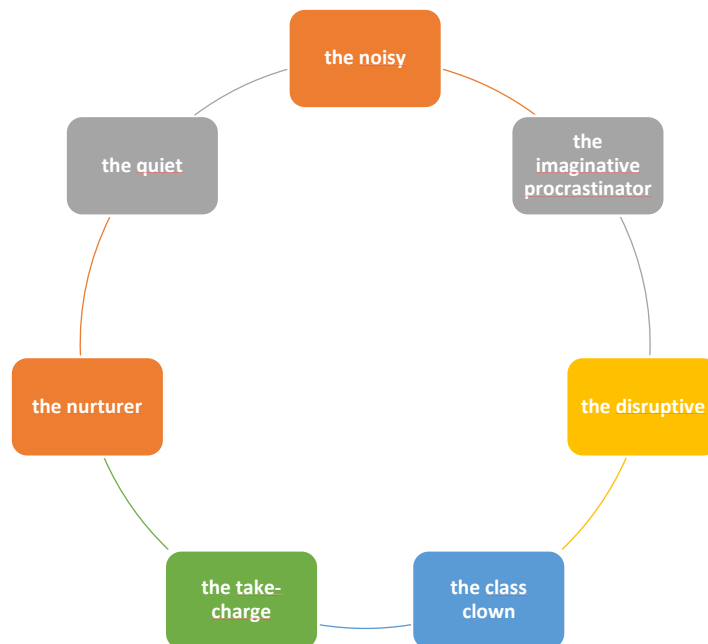 the noisy
the
imaginative
procrastinator
the disruptive
the class
clown
the take-
charge
the nurturer
the quiet